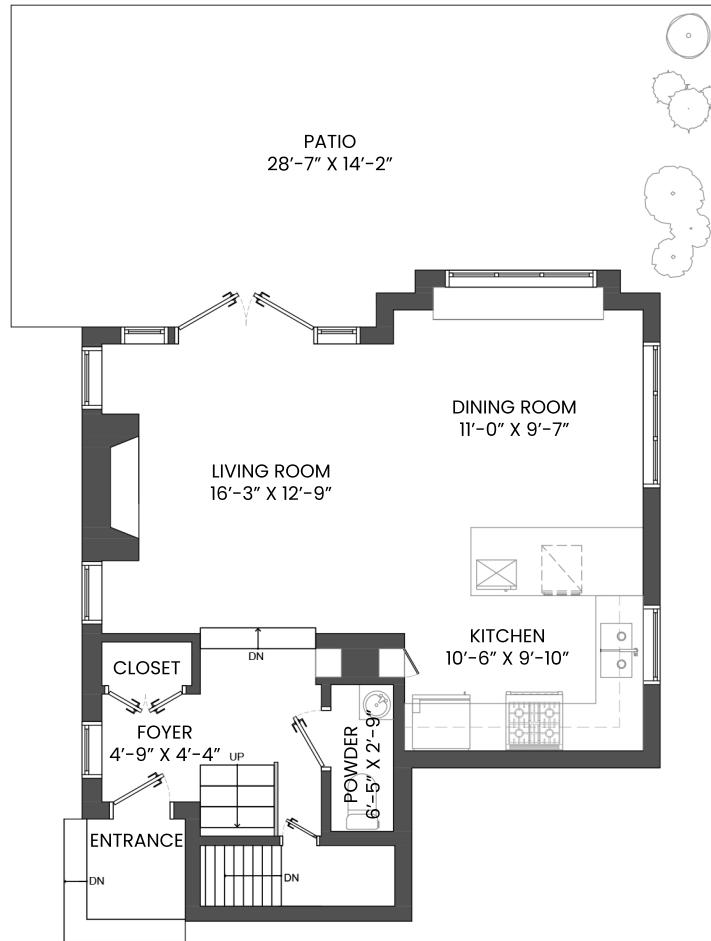 PATIO
28’-7” X 14’-2”
DINING ROOM
11’-0” X 9’-7”
LIVING ROOM
16’-3” X 12’-9”
KITCHEN
10’-6” X 9’-10”
DN
CLOSET
FOYER
4’-9” X 4’-4”
POWDER
6’-5” X 2’-9”
UP
ENTRANCE
DN
DN